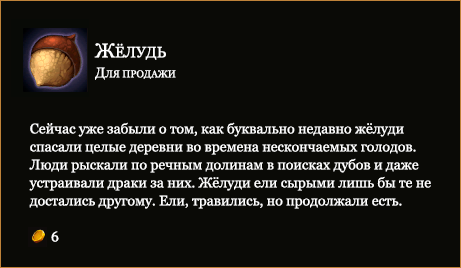 Жёлудь
Для продажи
Сейчас уже забыли о том, как буквально недавно жёлуди
спасали целые деревни во времена нескончаемых голодов.
Люди рыскали по речным долинам в поисках дубов и даже
устраивали драки за них. Жёлуди ели сырыми лишь бы те не
достались другому. Ели, травились, но продолжали есть.
6